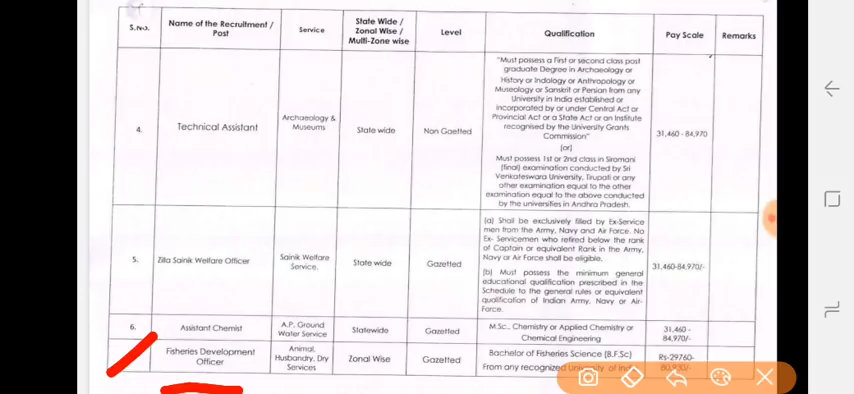 S.No.
Name of the Recruitment /
Post
Service
State Wide /
Zonal Wise /
Multi-Zone wise
Level
Qualification
Pay Scale
Remarks
4.
Technical Assistant
Archaeology &
Museums
State wide
Non Gaetted
"Must possess a First or second class post
graduate Degree in Archaeology or
History or Indology or Anthropology or
Museology or Sanskrit or Persian from any
University in India established or
incorporated by or under Central Act or
Provincial Act or a State Act or an Institute
recognised by the University Grants
Commission"
(or)
Must possess 1st or 2nd class in Siromani
(final) examination conducted by Sri
Venkateswara University, Tirupati or any
other examination equal to the other
examination equal to the above conducted
by the universities in Andhra Pradesh.
31,460 - 84,970
5.
Zilla Sainik Welfare Officer
Sainik Welfare
Service.
State wide
Gazetted
(a) Shall be exclusively filled by Ex-Service
men from the Army, Navy and Air Force. No
Ex- Servicemen who retired below the rank
of Captain or equivalent Rank in the Army,
Navy or Air Force shall be eligible.
(b) Must possess the minimum general
educational qualification prescribed in the
Schedule to the general rules or equivalent
qualification of Indian Army, Navy or Air-
Force.
31,460-84,970/-
6.
Assistant Chemist
A.P. Ground
Water Service
Statewide
Gazetted
M.Sc., Chemistry or Applied Chemistry or
Chemical Engineering
31,460 -
84,970/-
Fisheries Development
Officer
Animal,
Husbandry, Dry
Services
Zonal Wise
Gazetted
Bachelor of Fisheries Science (B.F.Sc)
From any recognized University of India
Rs-29760-
80,930/-